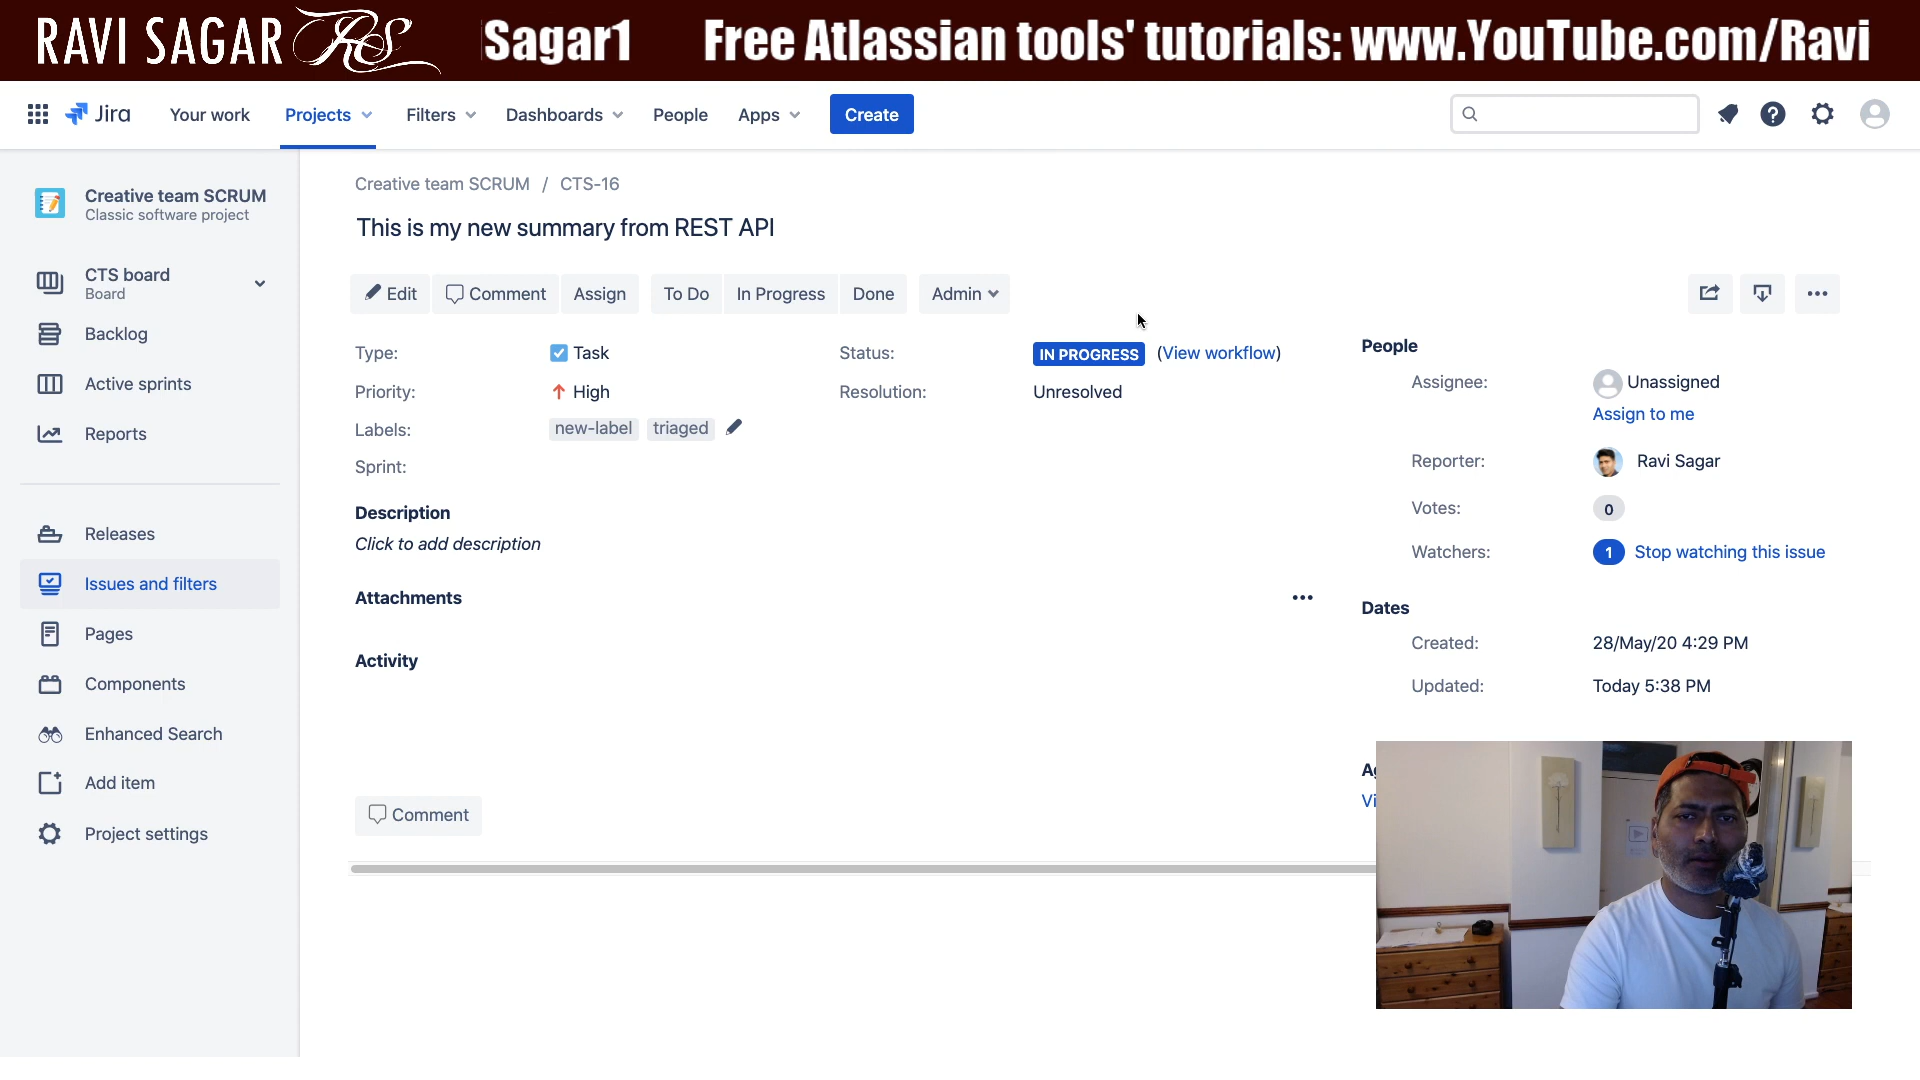 RAVI SAGAR RS Sagar1 Free Atlassian tools' tutorials: www.YouTube.com/Ravi
Jira Your work Projects Filters Dashboards People Apps Create
Creative team SCRUM
Classic software project
CTS board
Board
Backlog
Active sprints
Reports
Releases
Issues and filters
Pages
Components
Enhanced Search
Add item
Project settings
Creative team SCRUM / CTS-16
This is my new summary from REST API
Edit Comment Assign To Do In Progress Done Admin
Type: Task
Priority: High
Labels: new-label triaged
Sprint:
Status: IN PROGRESS (View workflow)
Resolution: Unresolved
Description
Click to add description
Attachments
Activity
Comment
People
Assignee: Unassigned
Assign to me
Reporter: Ravi Sagar
Votes: 0
Watchers: 1 Stop watching this issue
Dates
Created: 28/May/20 4:29 PM
Updated: Today 5:38 PM